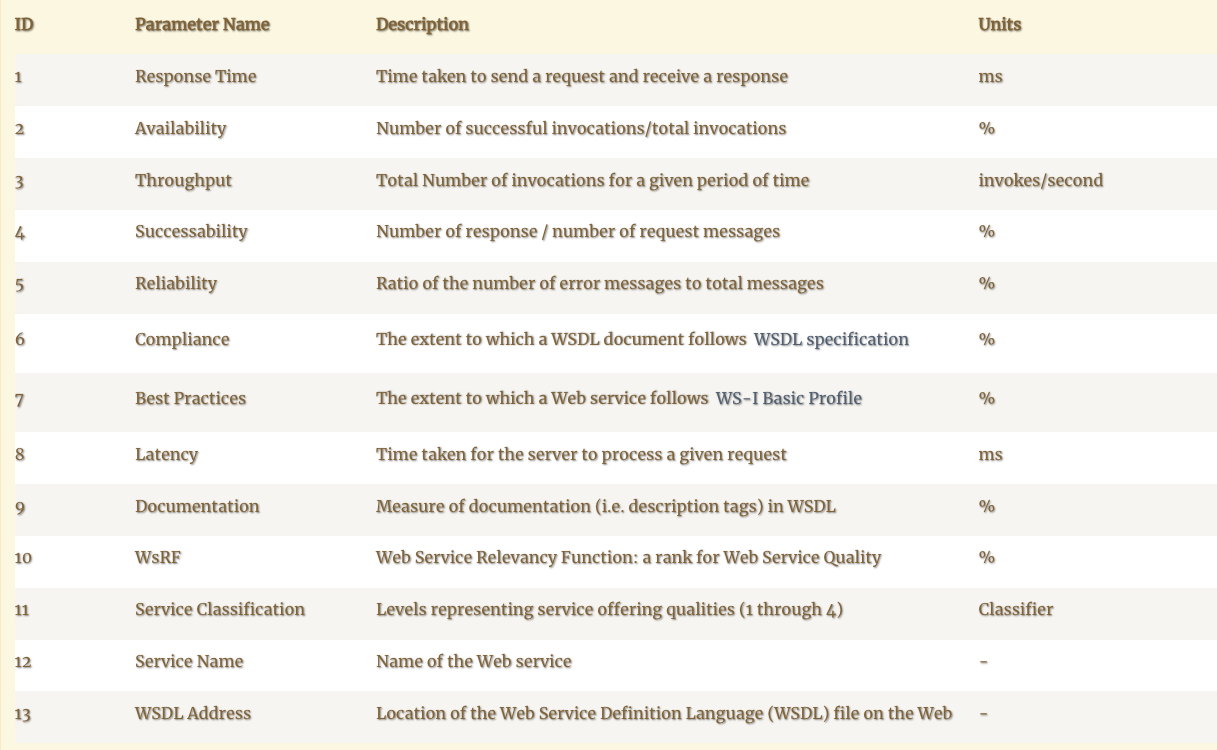 ID Parameter Name Description Units
1 Response Time Time taken to send a request and receive a response ms
2 Availability Number of successful invocations/total invocations %
3 Throughput Total Number of invocations for a given period of time invokes/second
4 Successability Number of response / number of request messages %
5 Reliability Ratio of the number of error messages to total messages %
6 Compliance The extent to which a WSDL document follows WSDL specification %
7 Best Practices The extent to which a Web service follows WS-I Basic Profile %
8 Latency Time taken for the server to process a given request ms
9 Documentation Measure of documentation (i.e. description tags) in WSDL %
10 WsRF Web Service Relevancy Function: a rank for Web Service Quality %
11 Service Classification Levels representing service offering qualities (1 through 4) Classifier
12 Service Name Name of the Web service -
13 WSDL Address Location of the Web Service Definition Language (WSDL) file on the Web -